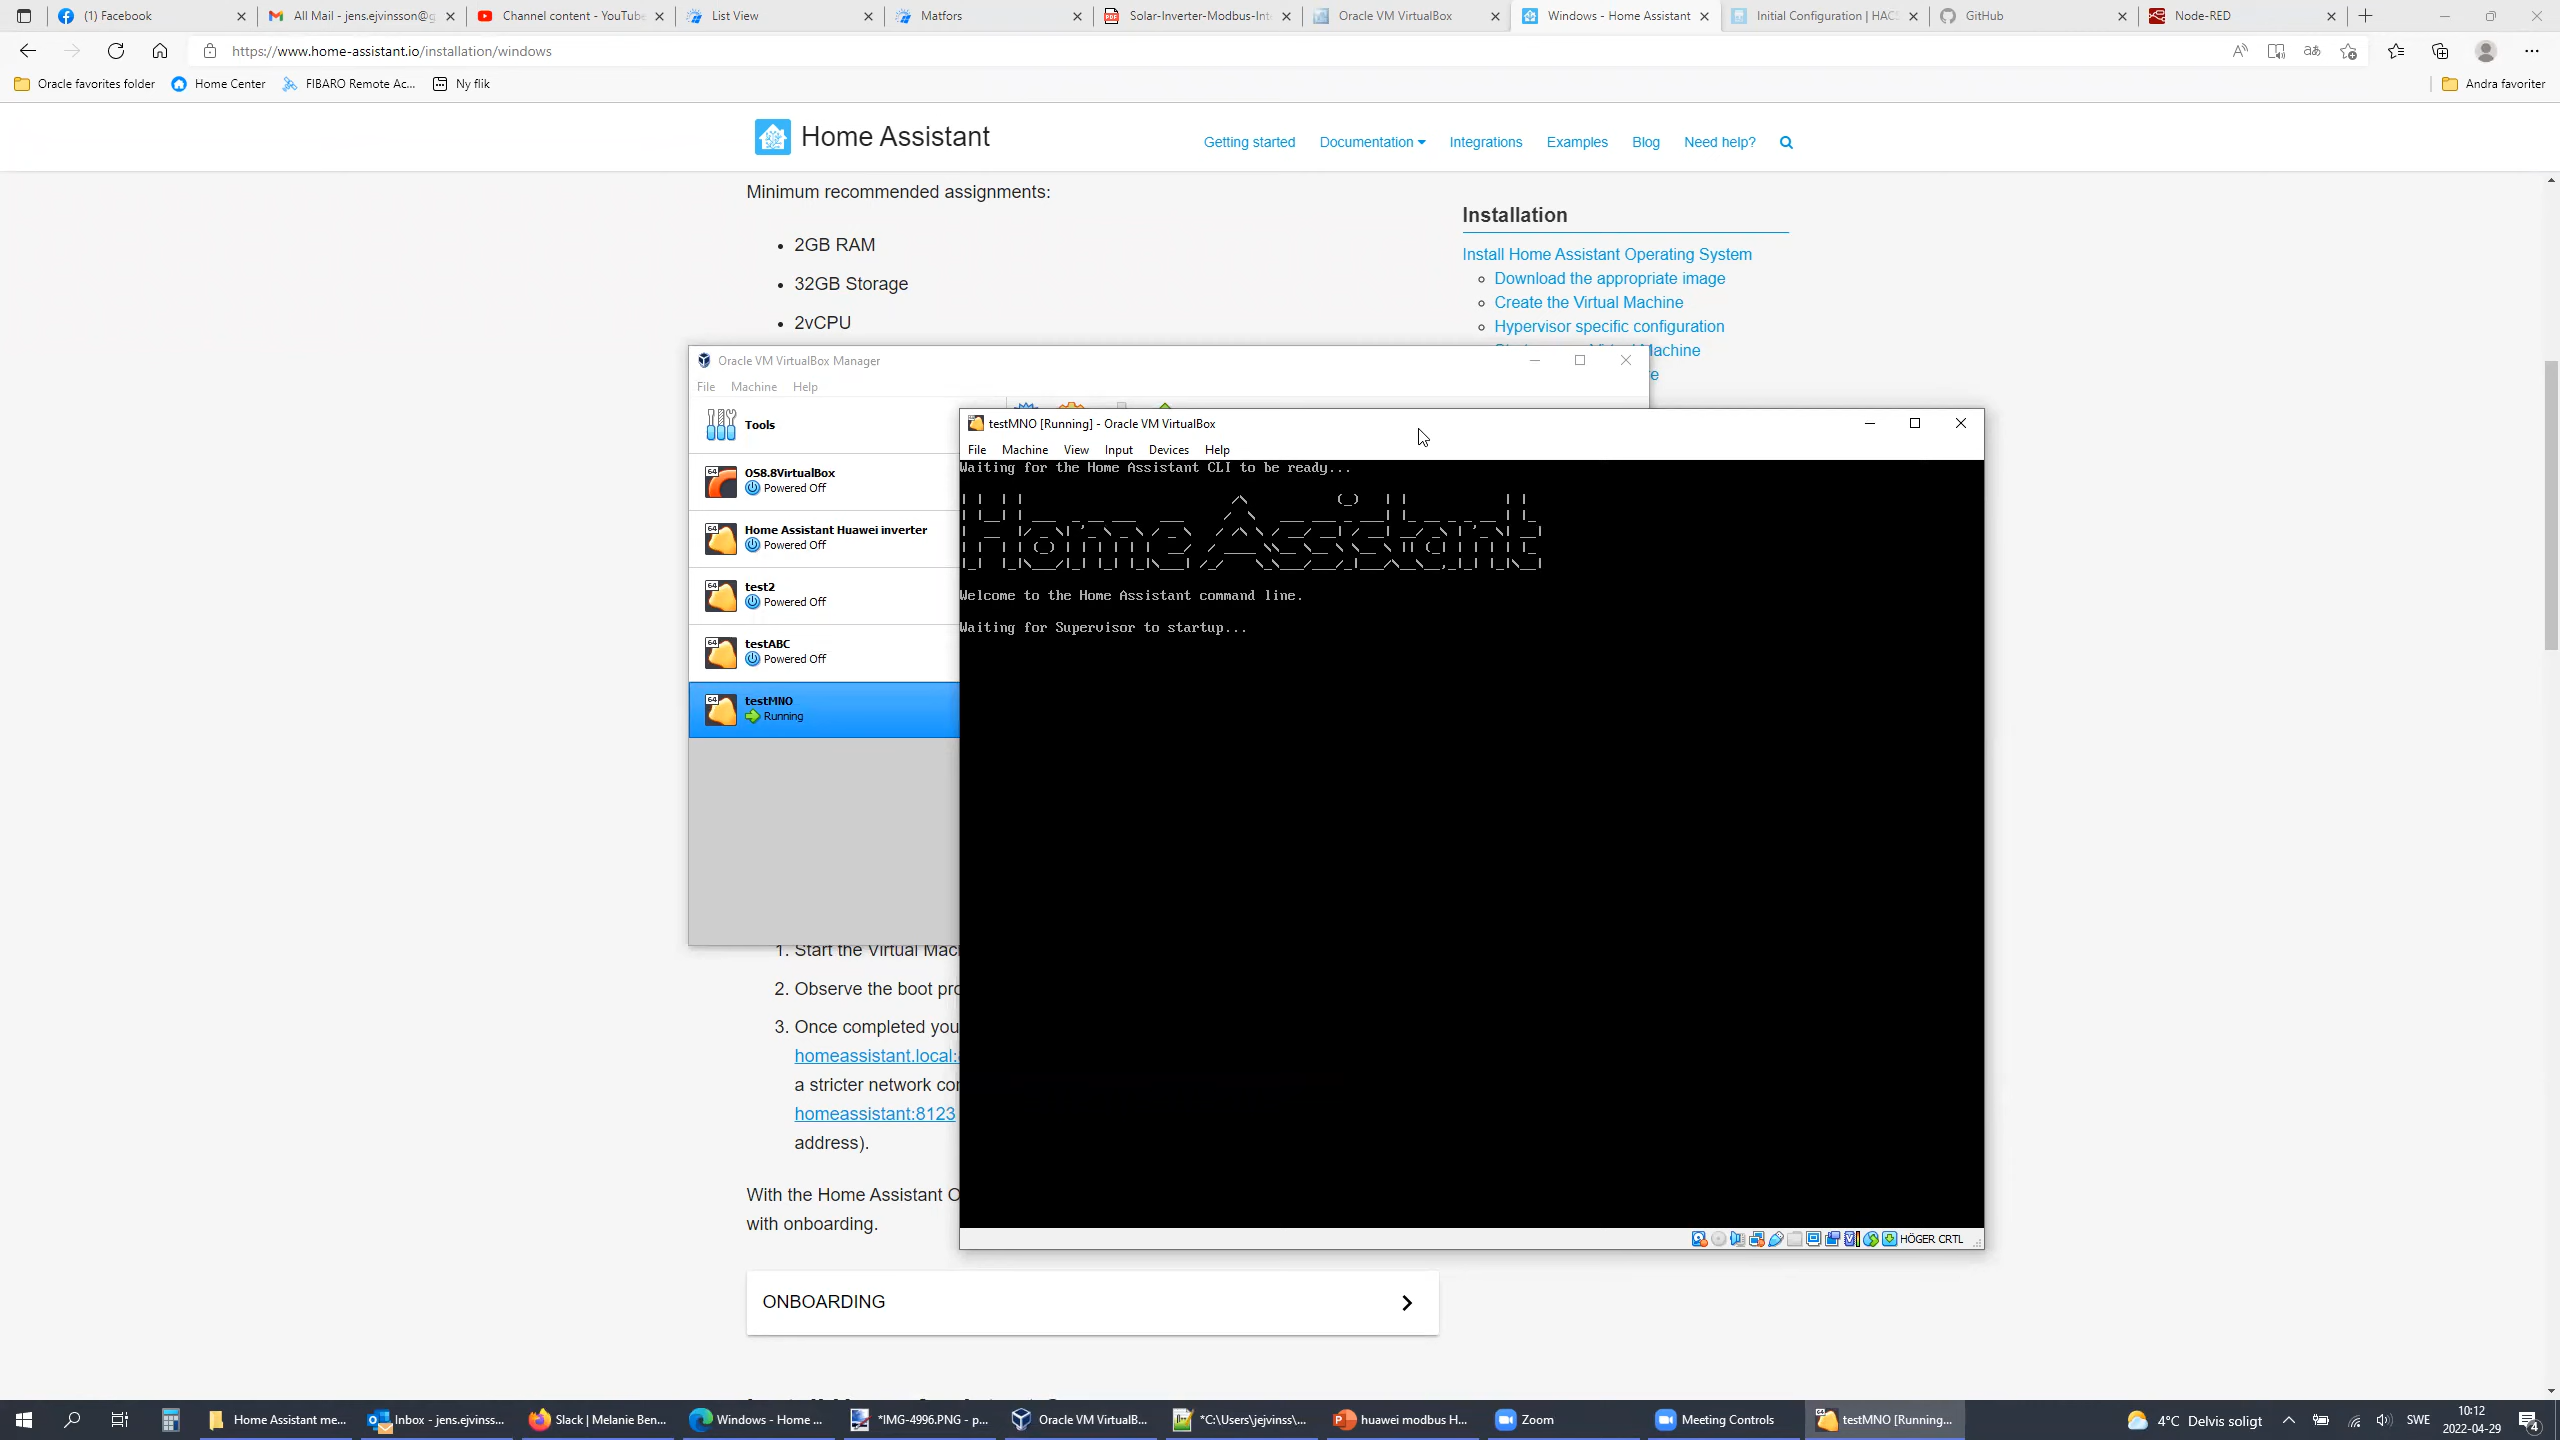 (1) Facebook
All Mail - jens.ejvinsson@g
Channel content - YouTube
List View
Matfors
Solar-Inverter-Modbus-Int
Oracle VM VirtualBox
Windows - Home Assistant
Initial Configuration | HACS
GitHub
Node-RED
https://www.home-assistant.io/installation/windows
Oracle favorites folder
Home Center
FIBARO Remote Ac...
Ny flik
Andra favoriter
Home Assistant
Getting started
Documentation
Integrations
Examples
Blog
Need help?
Minimum recommended assignments:
2GB RAM
32GB Storage
2vCPU
Installation
Install Home Assistant Operating System
Download the appropriate image
Create the Virtual Machine
Hypervisor specific configuration
Machine
Oracle VM VirtualBox Manager
File Machine Help
Tools
OS8.8VirtualBox
Powered Off
Home Assistant Huawei inverter
Powered Off
test2
Powered Off
testABC
Powered Off
testMNO
Running
testMNO [Running] - Oracle VM VirtualBox
File Machine View Input Devices Help
Waiting for the Home Assistant CLI to be ready...
Home Assistant
Welcome to the Home Assistant command line.
Waiting for Supervisor to startup...
HÖGER CRTL
1. Start the Virtual Mac
2. Observe the boot pro
3. Once completed you
homeassistant.local:
a stricter network con
homeassistant:8123
address).
With the Home Assistant O
with onboarding.
ONBOARDING
Home Assistant me...
Inbox - jens.ejvinss...
Slack | Melanie Ben...
Windows - Home ...
*IMG-4996.PNG - p...
Oracle VM VirtualB...
*C:\Users\jejvinss\...
huawei modbus H...
Zoom
Meeting Controls
testMNO [Running...
4°C Delvis soligt
SWE
10:12
2022-04-29
4